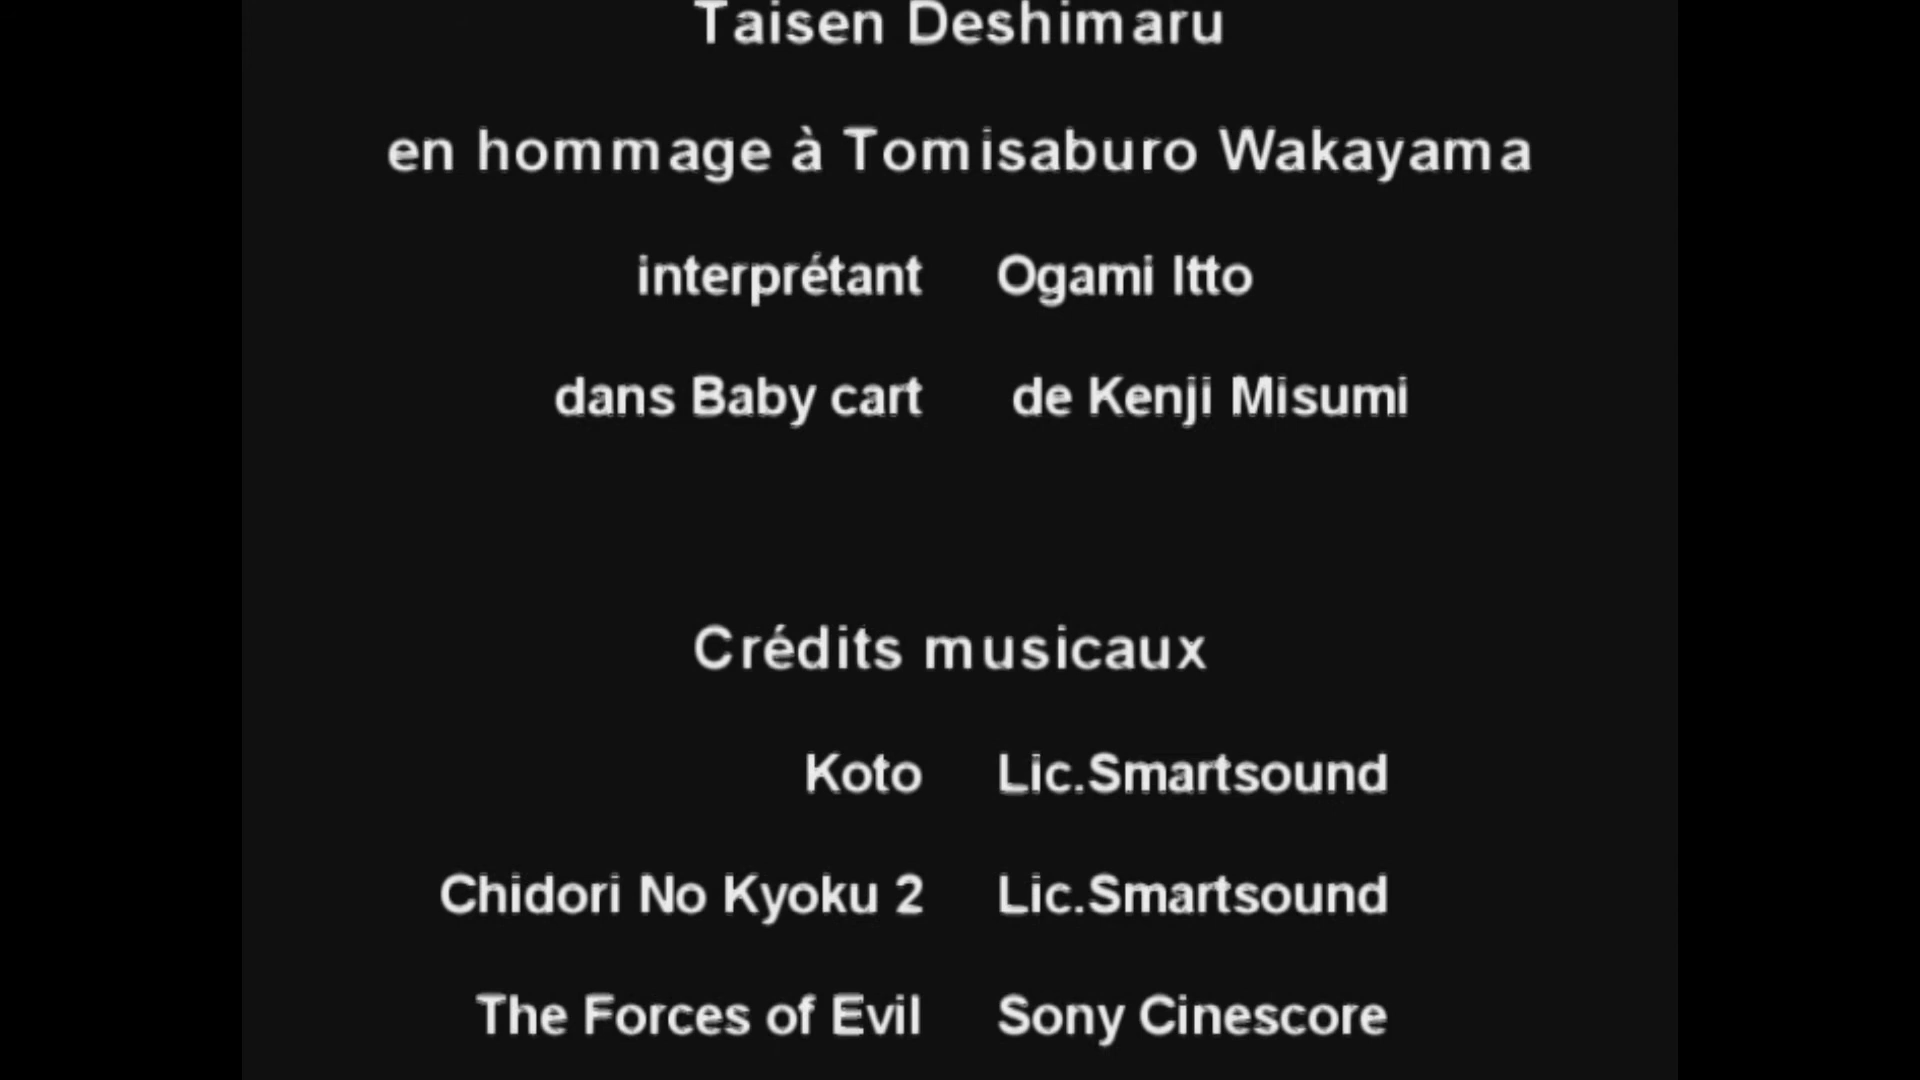 Taisen Deshimaru
en hommage à Tomisaburo Wakayama
interprétant Ogami Itto
dans Baby cart de Kenji Misumi
Crédits musicaux
Koto Lic.Smartsound
Chidori No Kyoku 2 Lic.Smartsound
The Forces of Evil Sony Cinescore